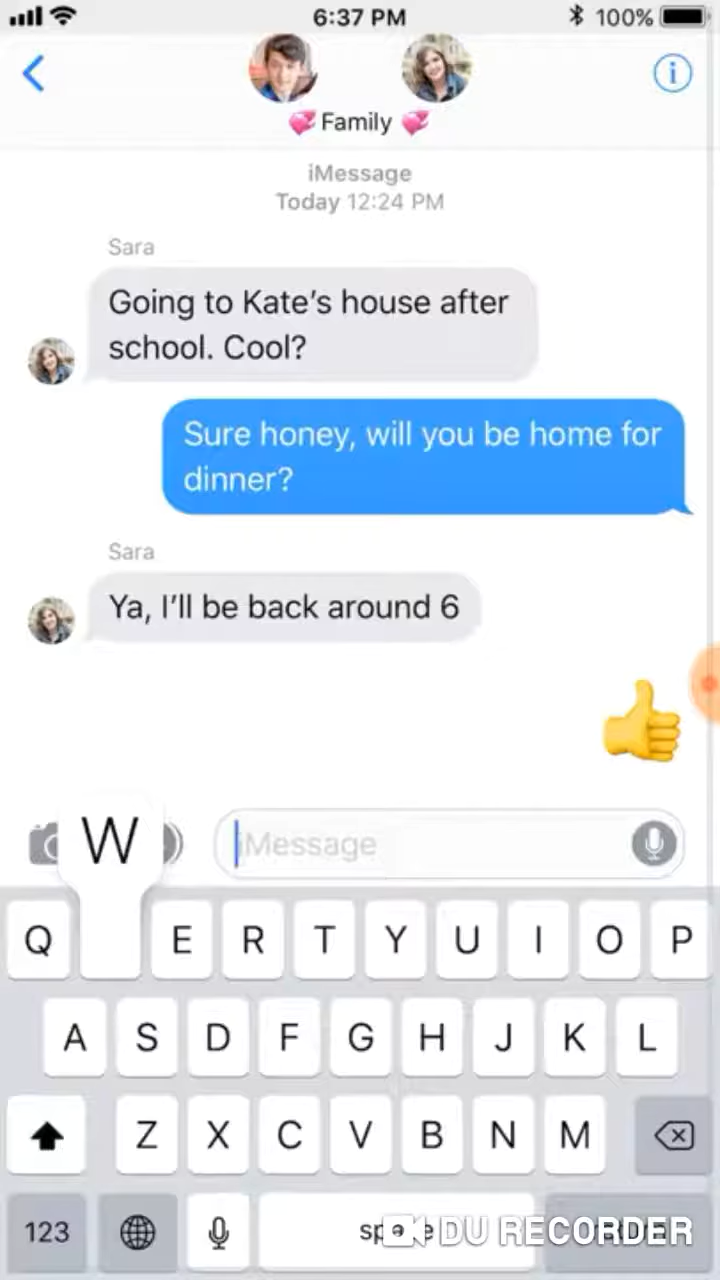 6:37 PM 100%
💞 Family 💞
iMessage
Today 12:24 PM
Sara
Going to Kate’s house after
school. Cool?
Sure honey, will you be home for
dinner?
Sara
Ya, I’ll be back around 6
W
iMessage
Q E R T Y U I O P
A S D F G H J K L
Z X C V B N M
123
DU RECORDER